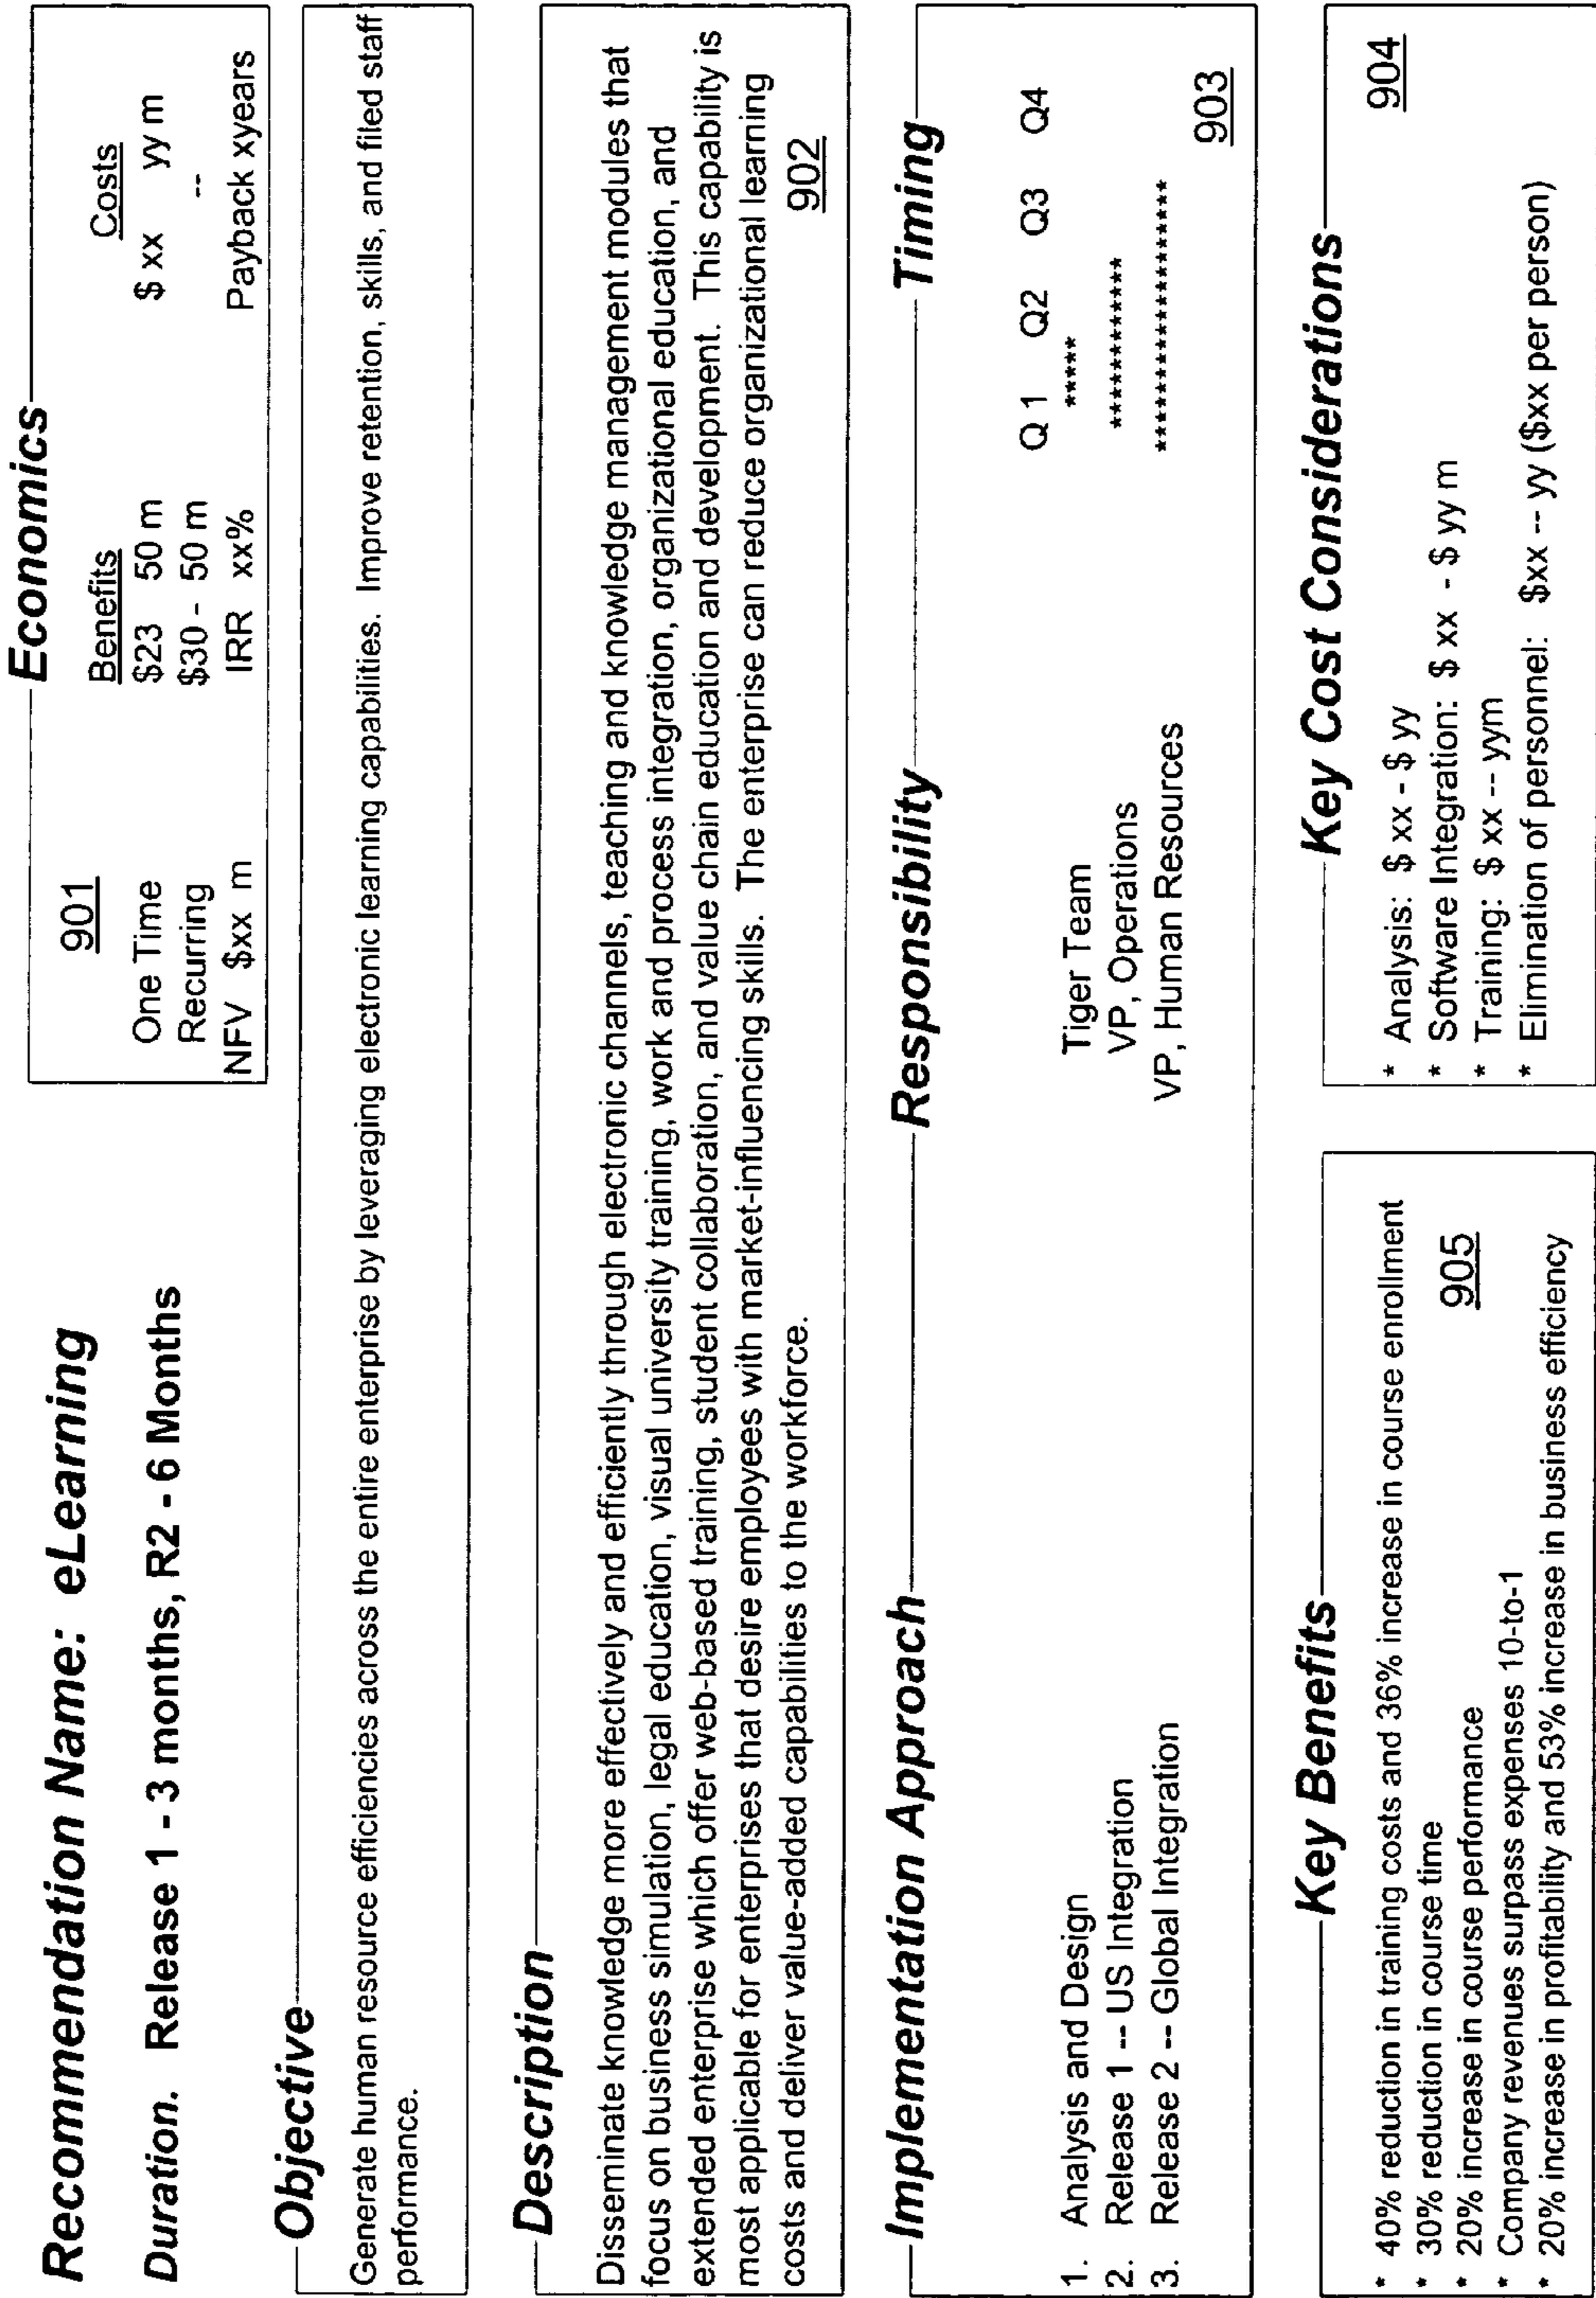 Recommendation Name: eLearning
Duration. Release 1 - 3 months, R2 - 6 Months
Economics
901
Benefits Costs
One Time $23 50 m $ xx yy m
Recurring $30 - 50 m --
NFV $xx m IRR xx% Payback xyears
Objective
Generate human resource efficiencies across the entire enterprise by leveraging electronic learning capabilities. Improve retention, skills, and filed staff
performance.
Description
Disseminate knowledge more effectively and efficiently through electronic channels, teaching and knowledge management modules that
focus on business simulation, legal education, visual university training, work and process integration, organizational education, and
extended enterprise which offer web-based training, student collaboration, and value chain education and development. This capability is
most applicable for enterprises that desire employees with market-influencing skills. The enterprise can reduce organizational learning
costs and deliver value-added capabilities to the workforce.
902
Implementation Approach Responsibility Timing
Q 1 Q2 Q3 Q4
1. Analysis and Design Tiger Team *****
2. Release 1 -- US Integration VP, Operations ***********
3. Release 2 -- Global Integration VP, Human Resources *****************
903
Key Benefits
* 40% reduction in training costs and 36% increase in course enrollment
* 30% reduction in course time
905
* 20% increase in course performance
* Company revenues surpass expenses 10-to-1
* 20% increase in profitability and 53% increase in business efficiency
Key Cost Considerations
904
* Analysis: $ xx - $ yy
* Software Integration: $ xx - $ yy m
* Training: $ xx -- yym
* Elimination of personnel: $xx -- yy ($xx per person)